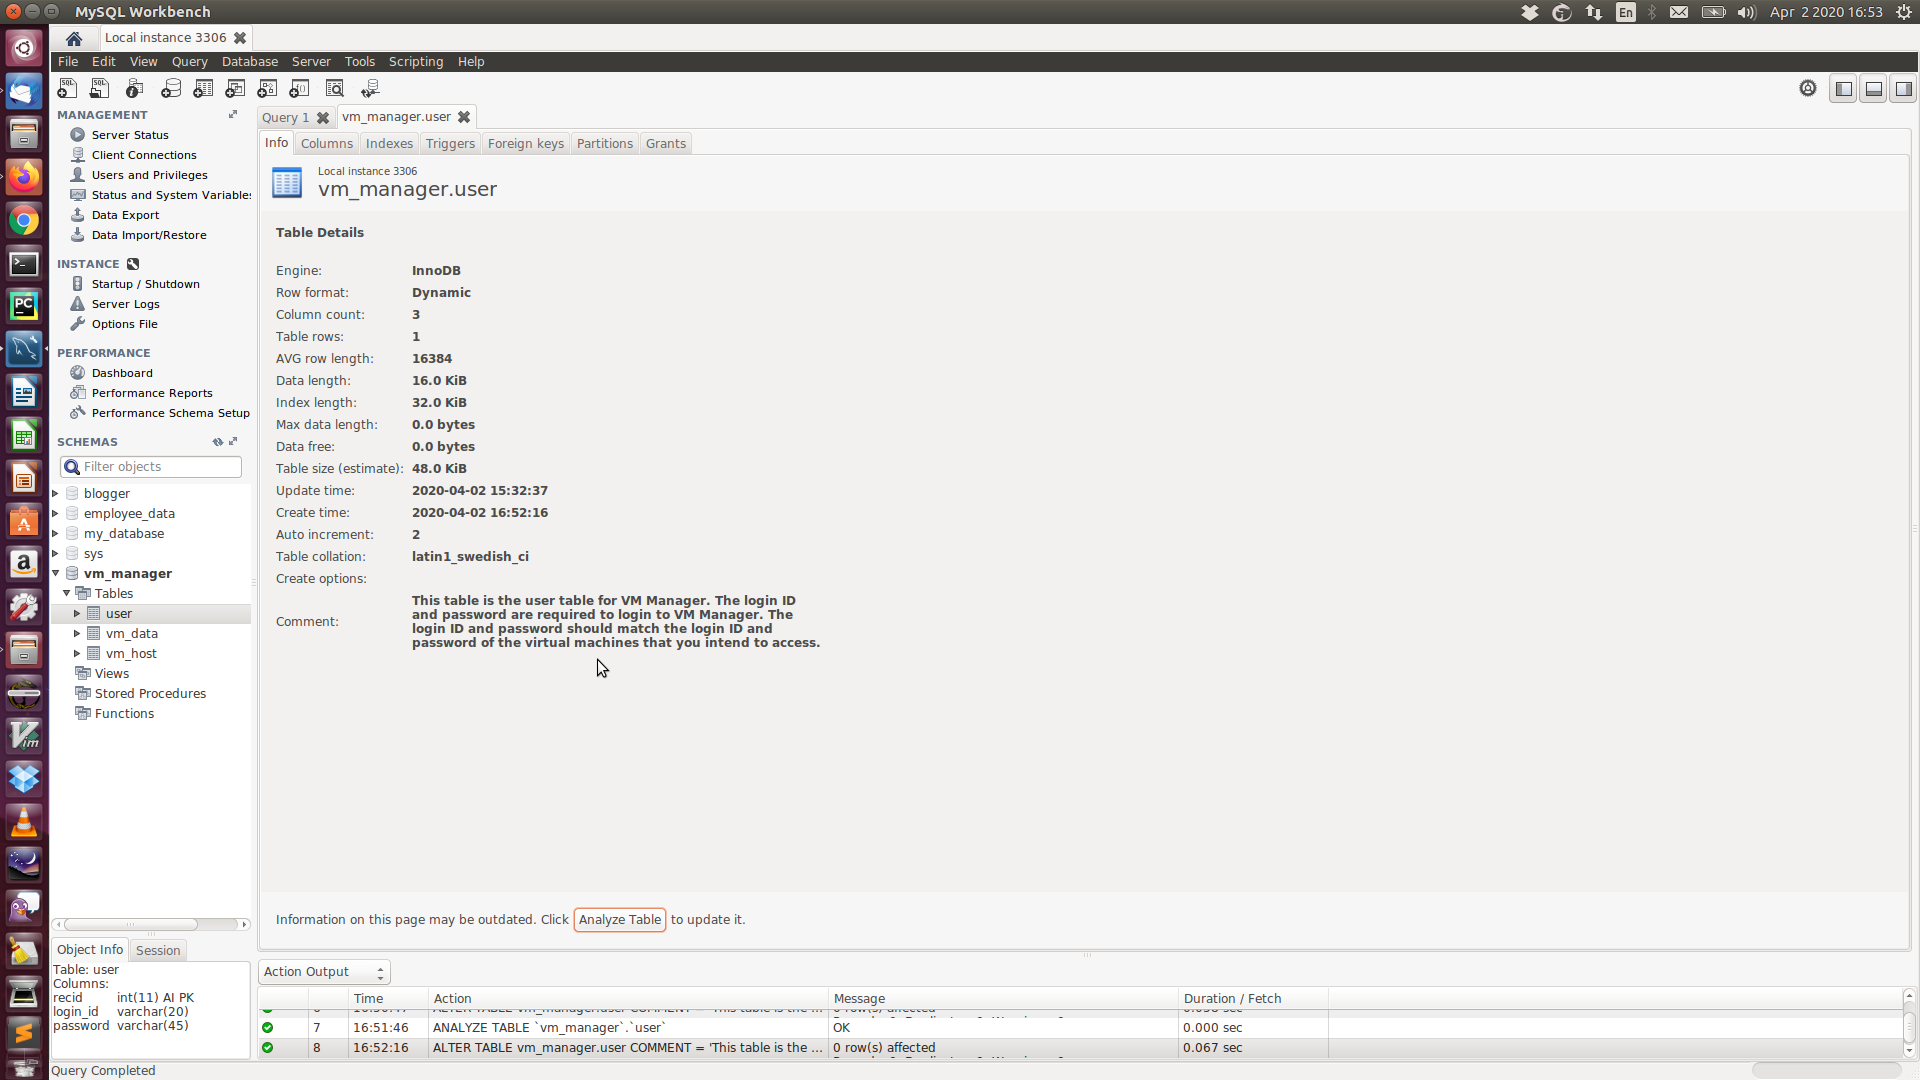 MySQL Workbench
En
Apr 2 2020 16:53
Local instance 3306
File Edit View Query Database Server Tools Scripting Help
MANAGEMENT
Server Status
Client Connections
Users and Privileges
Status and System Variables
Data Export
Data Import/Restore
INSTANCE
Startup / Shutdown
Server Logs
Options File
PERFORMANCE
Dashboard
Performance Reports
Performance Schema Setup
SCHEMAS
Filter objects
blogger
employee_data
my_database
sys
vm_manager
Tables
user
vm_data
vm_host
Views
Stored Procedures
Functions
Object Info Session
Table: user
Columns:
recid int(11) AI PK
login_id varchar(20)
password varchar(45)
Query Completed
Query 1 vm_manager.user
Info Columns Indexes Triggers Foreign keys Partitions Grants
Local instance 3306
vm_manager.user
Table Details
Engine: InnoDB
Row format: Dynamic
Column count: 3
Table rows: 1
AVG row length: 16384
Data length: 16.0 KiB
Index length: 32.0 KiB
Max data length: 0.0 bytes
Data free: 0.0 bytes
Table size (estimate): 48.0 KiB
Update time: 2020-04-02 15:32:37
Create time: 2020-04-02 16:52:16
Auto increment: 2
Table collation: latin1_swedish_ci
Create options:
Comment:
This table is the user table for VM Manager. The login ID
and password are required to login to VM Manager. The
login ID and password should match the login ID and
password of the virtual machines that you intend to access.
Information on this page may be outdated. Click Analyze Table to update it.
Action Output
Time Action Message Duration / Fetch
7 16:51:46 ANALYZE TABLE `vm_manager`.`user` OK 0.000 sec
8 16:52:16 ALTER TABLE vm_manager.user COMMENT = 'This table is the ... 0 row(s) affected 0.067 sec